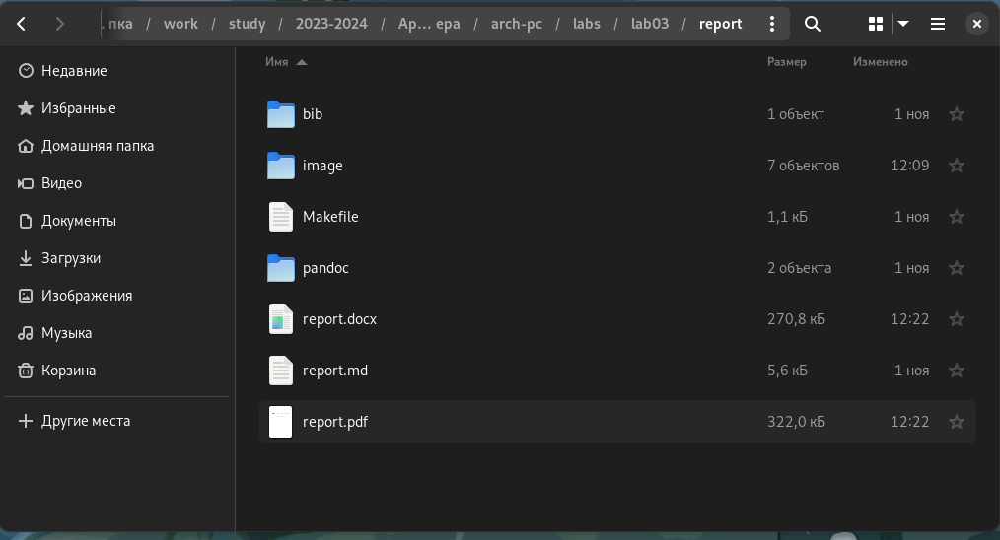 . пка / work / study / 2023-2024 / Ар… ера / arch-pc / labs / lab03 / report
Недавние
Избранные
Домашняя папка
Видео
Документы
Загрузки
Изображения
Музыка
Корзина
Другие места
Имя Размер Изменено
bib 1 объект 1 ноя
image 7 объектов 12:09
Makefile 1,1 кБ 1 ноя
pandoc 2 объекта 1 ноя
report.docx 270,8 кБ 12:22
report.md 5,6 кБ 1 ноя
report.pdf 322,0 кБ 12:22